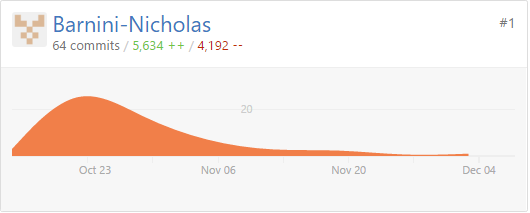 Barnini-Nicholas
#1
64 commits / 5,634 ++ / 4,192 --
20
Oct 23 Nov 06 Nov 20 Dec 04